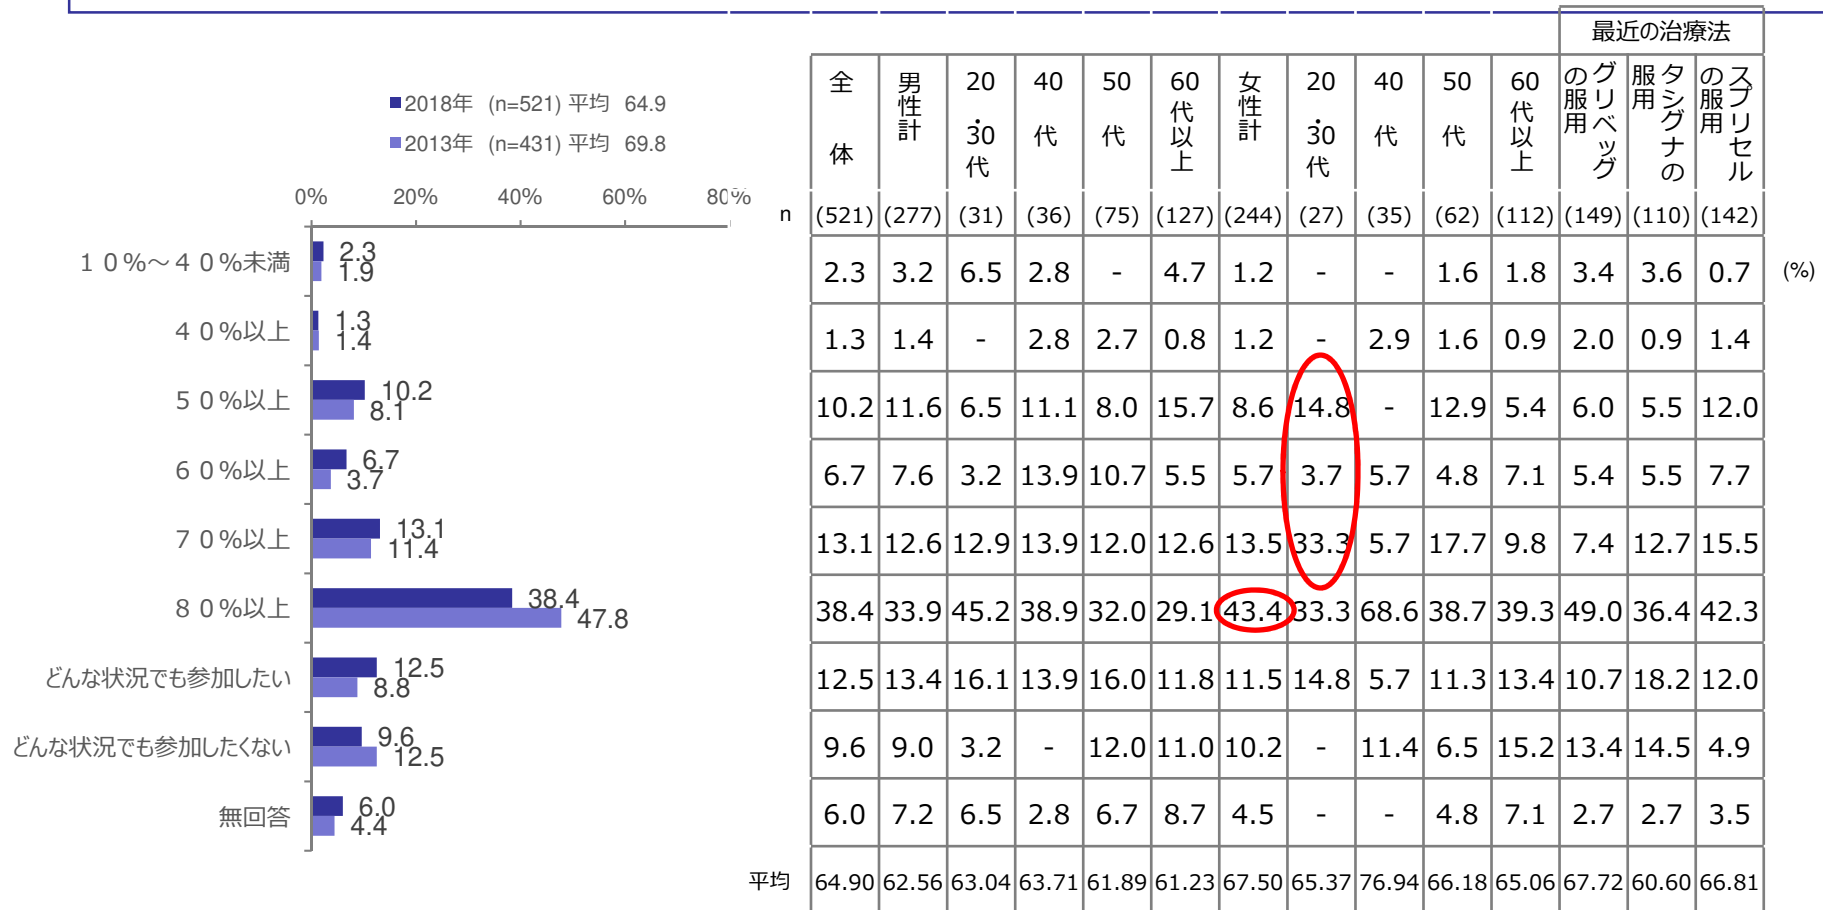 最近の治療法
全体 男性計 20・30代 40代 50代 60代以上 女性計 20・30代 40代 50代 60代以上 グリベッグの服用 タシグナの服用 スプリセルの服用
■2018年 (n=521) 平均 64.9
■2013年 (n=431) 平均 69.8
0% 20% 40% 60% 80%
n (521) (277) (31) (36) (75) (127) (244) (27) (35) (62) (112) (149) (110) (142)
１０%～４０%未満 2.3 1.9 2.3 3.2 6.5 2.8 - 4.7 1.2 - - 1.6 1.8 3.4 3.6 0.7 (%)
４０%以上 1.3 1.4 1.3 1.4 - 2.8 2.7 0.8 1.2 - 2.9 1.6 0.9 2.0 0.9 1.4
５０%以上 10.2 8.1 10.2 11.6 6.5 11.1 8.0 15.7 8.6 14.8 - 12.9 5.4 6.0 5.5 12.0
６０%以上 6.7 3.7 6.7 7.6 3.2 13.9 10.7 5.5 5.7 3.7 5.7 4.8 7.1 5.4 5.5 7.7
７０%以上 13.1 11.4 13.1 12.6 12.9 13.9 12.0 12.6 13.5 33.3 5.7 17.7 9.8 7.4 12.7 15.5
８０%以上 38.4 47.8 38.4 33.9 45.2 38.9 32.0 29.1 43.4 33.3 68.6 38.7 39.3 49.0 36.4 42.3
どんな状況でも参加したい 12.5 8.8 12.5 13.4 16.1 13.9 16.0 11.8 11.5 14.8 5.7 11.3 13.4 10.7 18.2 12.0
どんな状況でも参加したくない 9.6 12.5 9.6 9.0 3.2 - 12.0 11.0 10.2 - 11.4 6.5 15.2 13.4 14.5 4.9
無回答 6.0 4.4 6.0 7.2 6.5 2.8 6.7 8.7 4.5 - - 4.8 7.1 2.7 2.7 3.5
平均 64.90 62.56 63.04 63.71 61.89 61.23 67.50 65.37 76.94 66.18 65.06 67.72 60.60 66.81